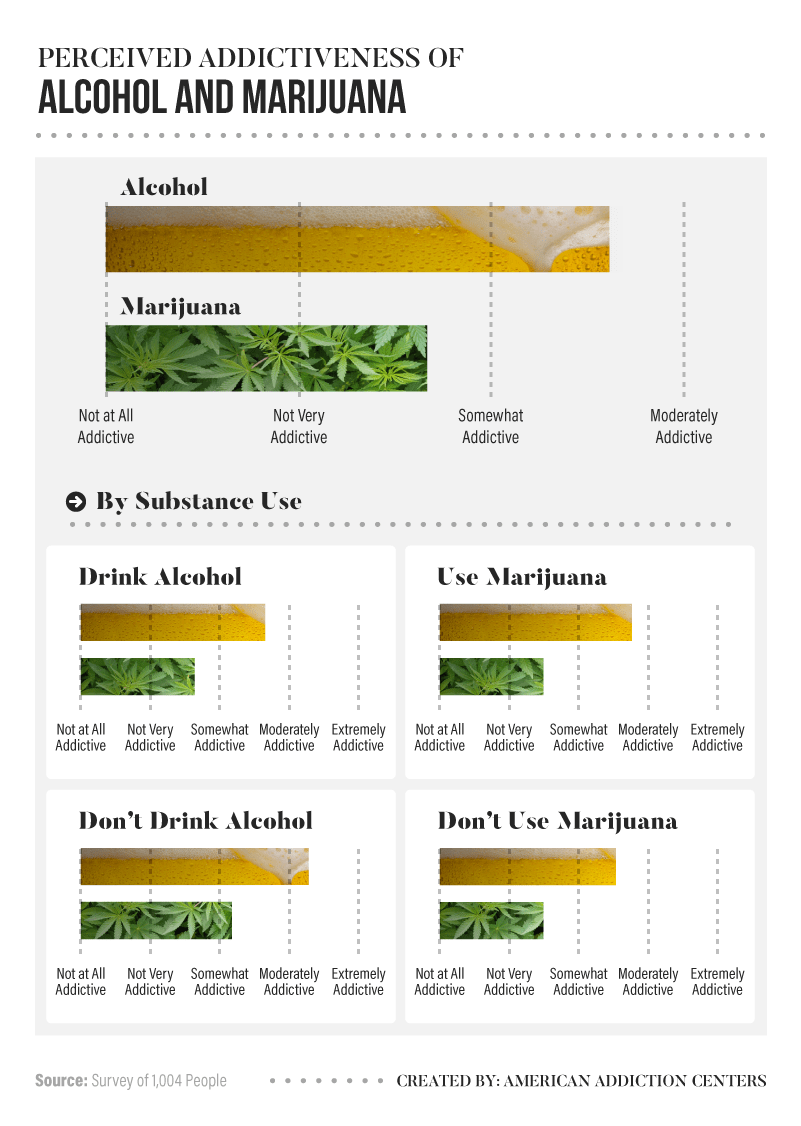 PERCEIVED ADDICTIVENESS OF
ALCOHOL AND MARIJUANA
Alcohol
Marijuana
Not at All Not Very Somewhat Moderately
Addictive Addictive Addictive Addictive
By Substance Use
Drink Alcohol
Not at All Not Very Somewhat Moderately Extremely
Addictive Addictive Addictive Addictive Addictive
Use Marijuana
Not at All Not Very Somewhat Moderately Extremely
Addictive Addictive Addictive Addictive Addictive
Don't Drink Alcohol
Not at All Not Very Somewhat Moderately Extremely
Addictive Addictive Addictive Addictive Addictive
Don't Use Marijuana
Not at All Not Very Somewhat Moderately Extremely
Addictive Addictive Addictive Addictive Addictive
Source: Survey of 1,004 People
CREATED BY: AMERICAN ADDICTION CENTERS